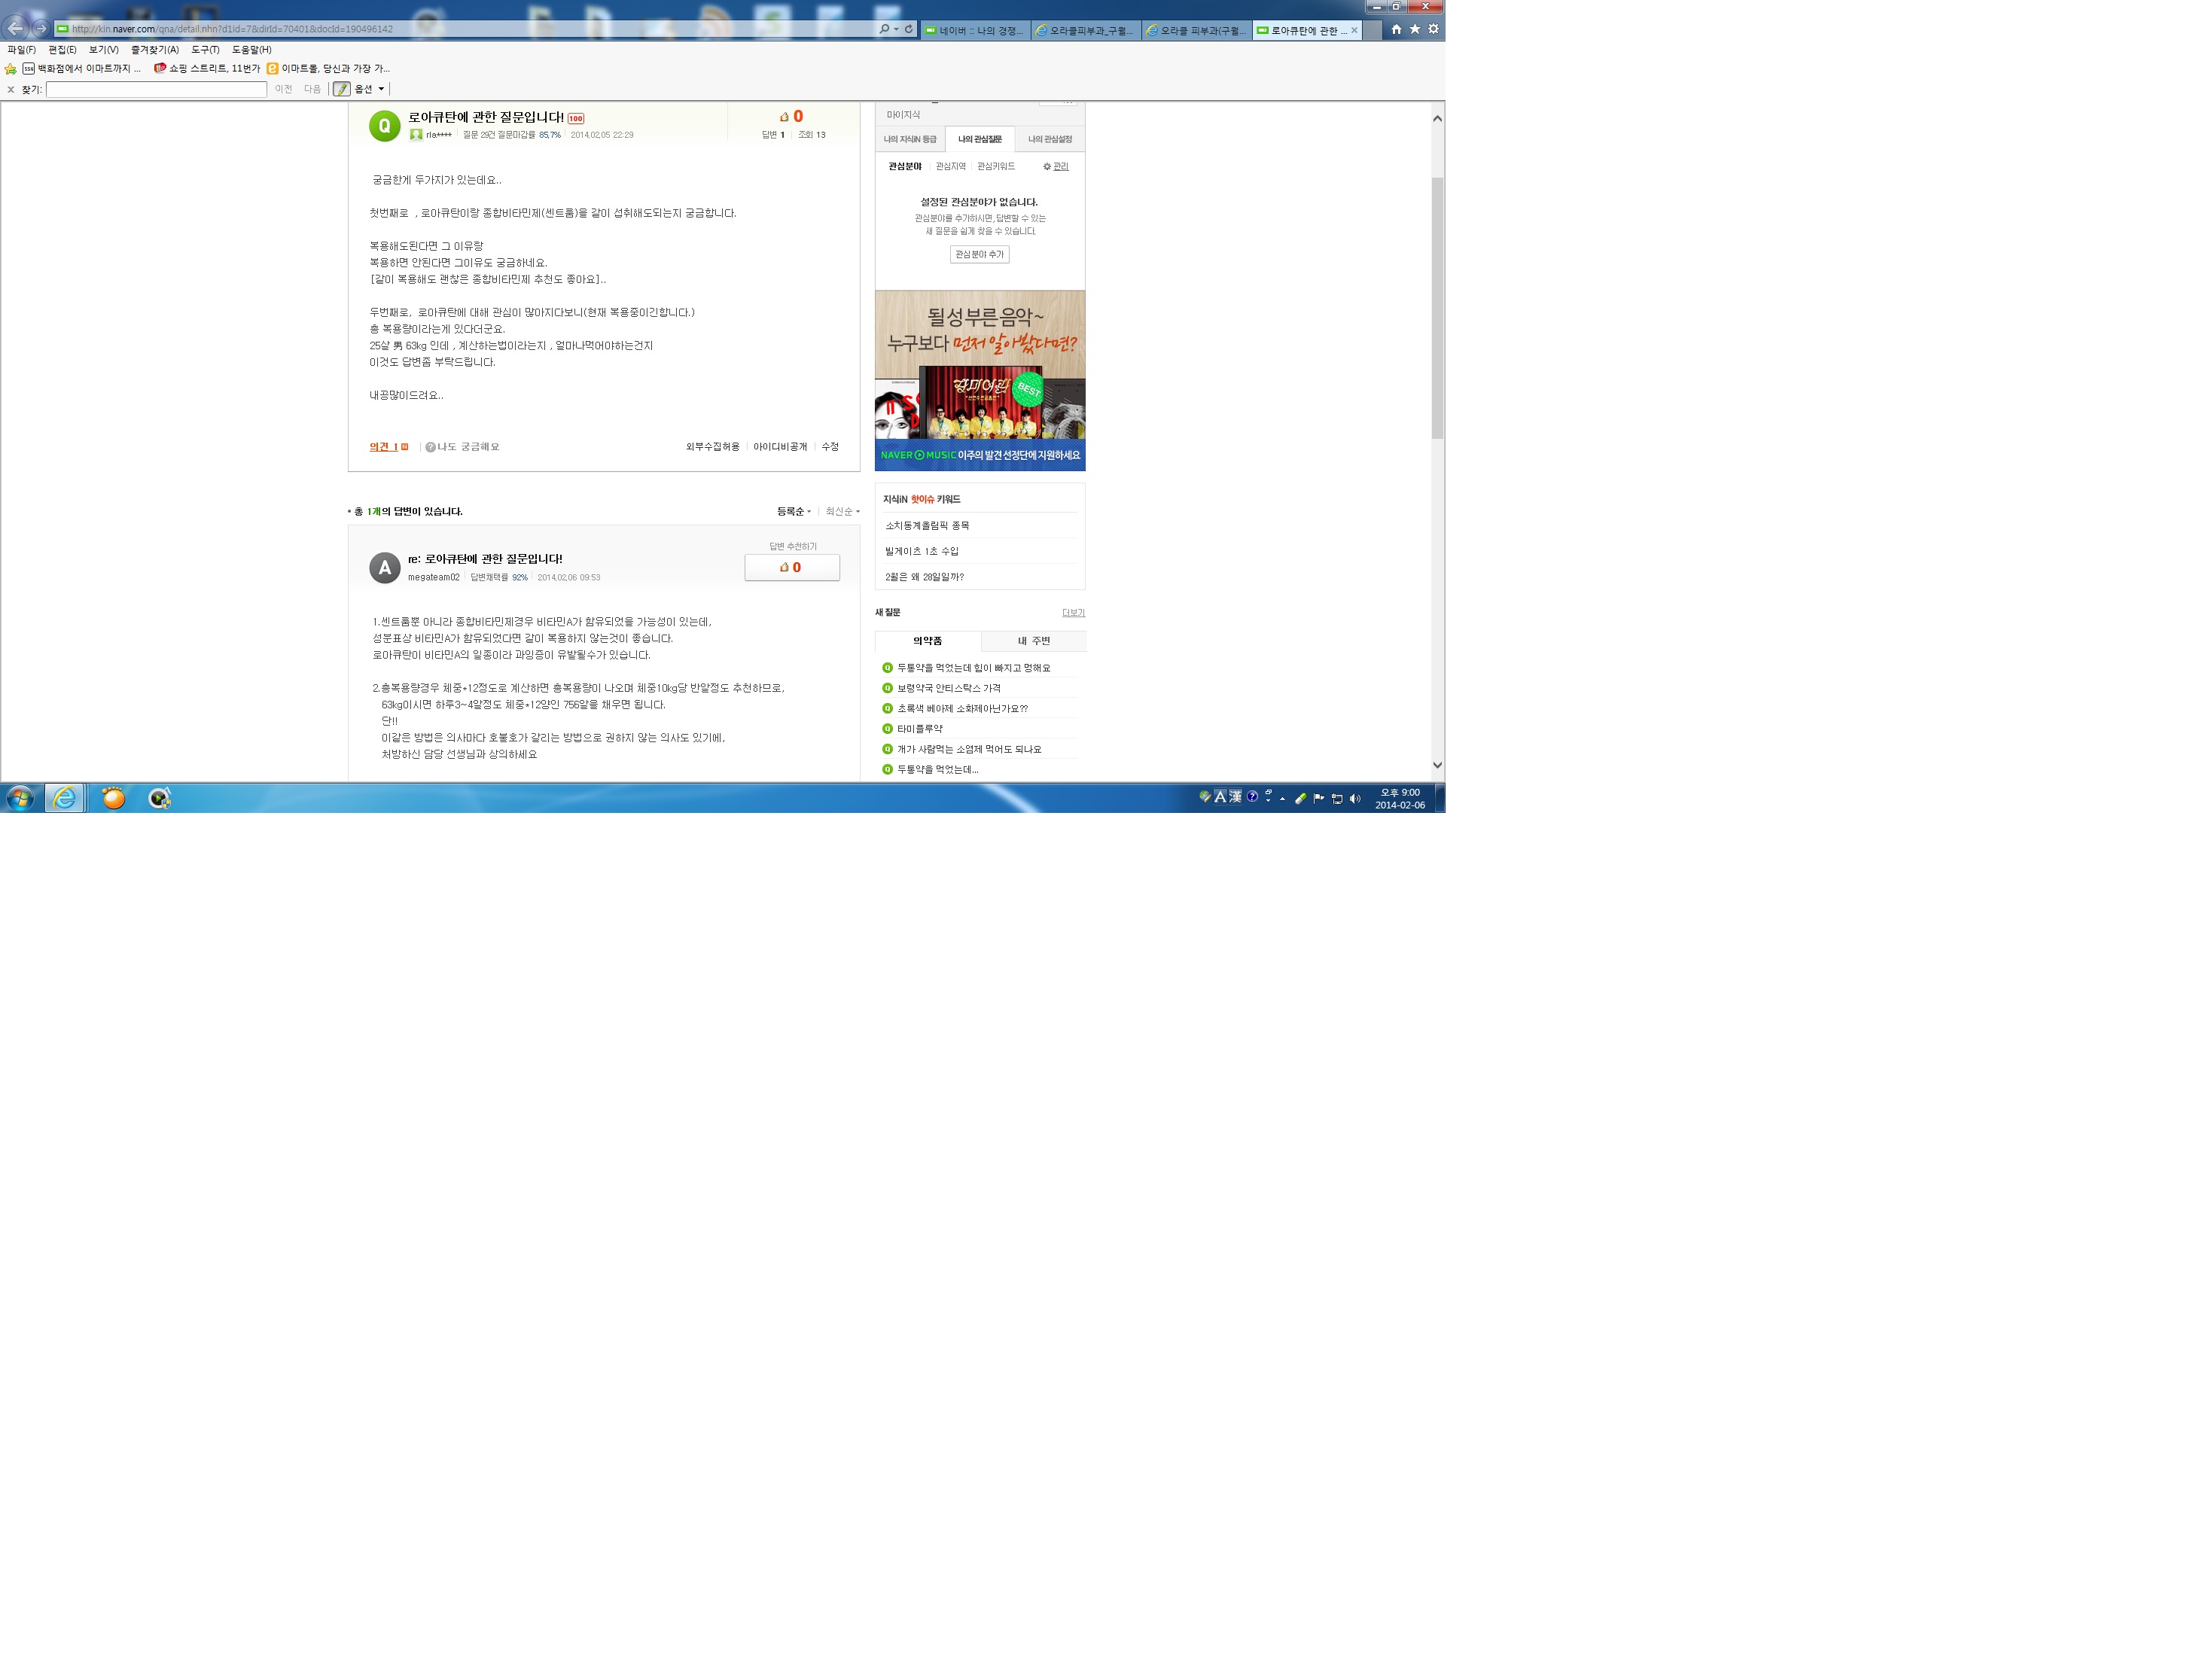 http://kin.naver.com/qna/detail.nhn?d1id=7&dirId=70401&docId=190496142
네이버 :: 나의 경쟁...
오라클피부과_구월...
오라클 피부과(구월...
로아큐탄에 관한 ...
파일(F) 편집(E) 보기(V) 즐겨찾기(A) 도구(T) 도움말(H)
백화점에서 이마트까지 ... 쇼핑 스트리트, 11번가 이마트몰, 당신과 가장 가...
찾기: 이전 다음 옵션
Q 로아큐탄에 관한 질문입니다! 100
rla**** 질문 29건 질문마감률 85.7% 2014.02.05 22:29
0
답변 1 조회 13
궁금한게 두가지가 있는데요..
첫번째로 , 로아큐탄이랑 종합비타민제(센트룸)을 같이 섭취해도되는지 궁금합니다.
복용해도된다면 그 이유랑
복용하면 안된다면 그이유도 궁금하네요.
[같이 복용해도 괜찮은 종합비타민제 추천도 좋아요]..
두번째로, 로아큐탄에 대해 관심이 많아지다보니(현재 복용중이긴합니다.)
총 복용량이라는게 있다더군요.
25살 男 63kg 인데 , 계산하는법이라는지 , 얼마나먹어야하는건지
이것도 답변좀 부탁드립니다.
내공많이드려요..
의견 1 나도 궁금해요 외부수집허용 아이디비공개 수정
총 1개의 답변이 있습니다. 등록순 최신순
A re: 로아큐탄에 관한 질문입니다!
megateam02 답변채택률 92% 2014.02.06 09:53
답변 추천하기
0
1.센트룸뿐 아니라 종합비타민제경우 비타민A가 함유되었을 가능성이 있는데,
성분표상 비타민A가 함유되었다면 같이 복용하지 않는것이 좋습니다.
로아큐탄이 비타민A의 일종이라 과잉증이 유발될수가 있습니다.
2.총복용량경우 체중*12정도로 계산하면 총복용량이 나오며 체중10kg당 반알정도 추천하므로,
63kg이시면 하루3~4알정도 체중*12양인 756알을 채우면 됩니다.
단!!
이같은 방법은 의사마다 호불호가 갈리는 방법으로 권하지 않는 의사도 있기에,
처방하신 담당 선생님과 상의하세요
마이지식
나의 지식iN 등급 나의 관심질문 나의 관심설정
관심분야 관심지역 관심키워드 관리
설정된 관심분야가 없습니다.
관심분야를 추가하시면, 답변할 수 있는
새 질문을 쉽게 찾을 수 있습니다.
관심분야 추가
될성부른음악~
누구보다 먼저 알아봤다면?
BEST
NAVER MUSIC 이주의 발견 선정단에 지원하세요
지식iN 핫이슈 키워드
소치동계올림픽 종목
빌게이츠 1초 수입
2월은 왜 28일일까?
새 질문 더보기
의약품 내 주변
두통약을 먹었는데 힘이 빠지고 멍해요
보령약국 안티스탁스 가격
초록색 베아제 소화제아닌가요??
타미플루약
개가 사람먹는 소염제 먹어도 되나요
두통약을 먹었는데...
A 漢
오후 9:00
2014-02-06